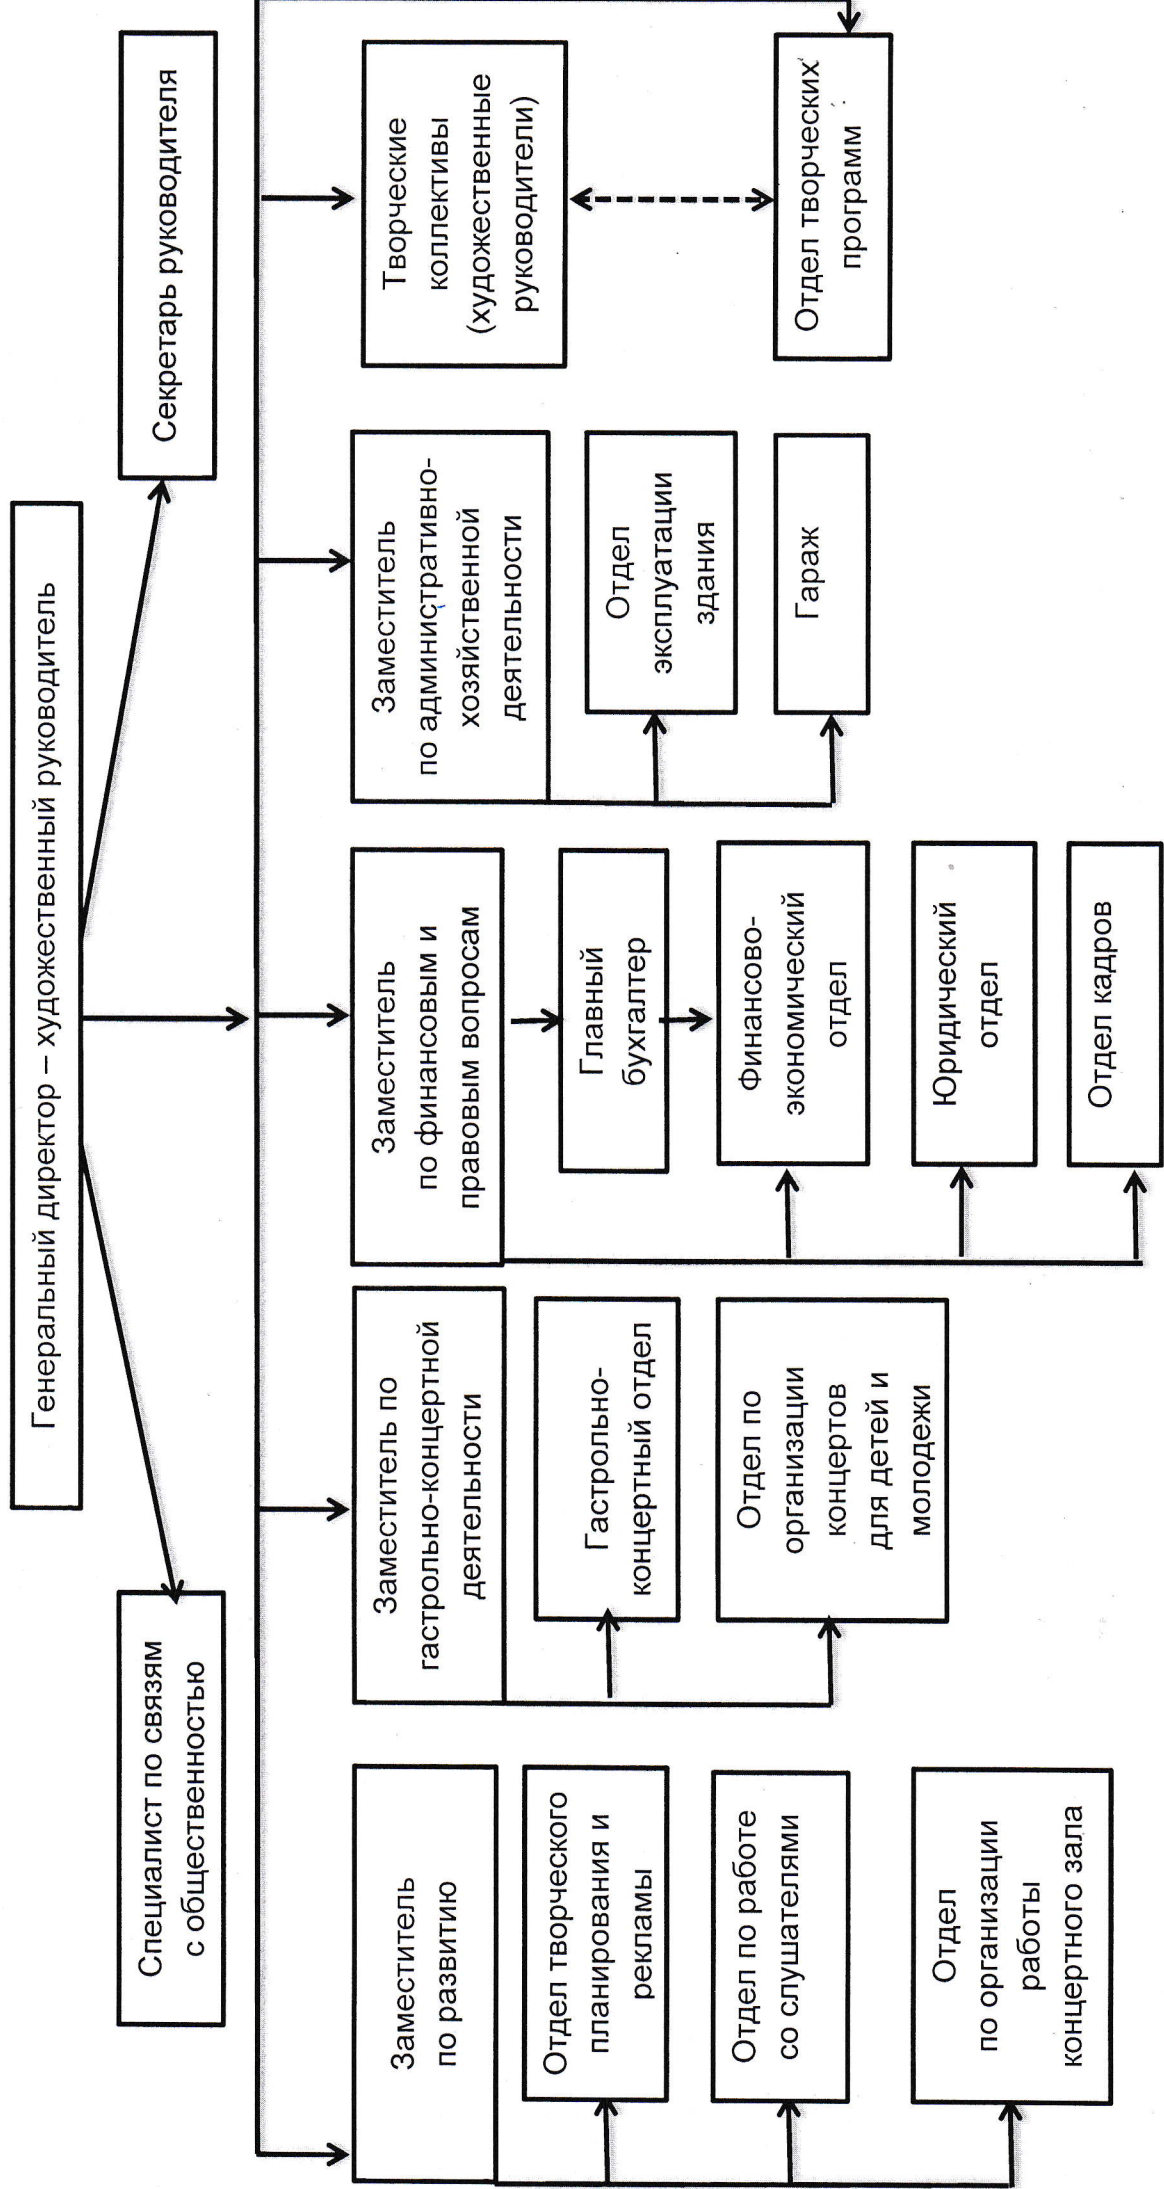 Генеральный директор – художественный руководитель
Специалист по связям
с общественностью
Секретарь руководителя
Заместитель
по развитию
Отдел творческого
планирования и
рекламы
Отдел по работе
со слушателями
Отдел
по организации
работы
концертного зала
Заместитель по
гастрольно-концертной
деятельности
Гастрольно-
концертный отдел
Отдел по
организации
концертов
для детей и
молодежи
Заместитель
по финансовым и
правовым вопросам
Главный
бухгалтер
Финансово-
экономический
отдел
Юридический
отдел
Отдел кадров
Заместитель
по административно-
хозяйственной
деятельности
Отдел
эксплуатации
здания
Гараж
Творческие
коллективы
(художественные
руководители)
Отдел творческих
программ